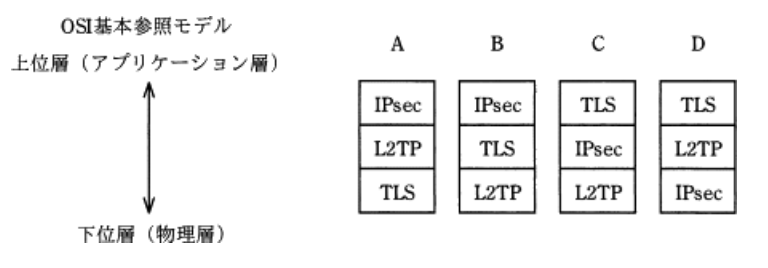 OSI基本参照モデル
上位層（アプリケーション層）
下位層（物理層）
A B C D
IPsec IPsec TLS TLS
L2TP TLS IPsec L2TP
TLS L2TP L2TP IPsec